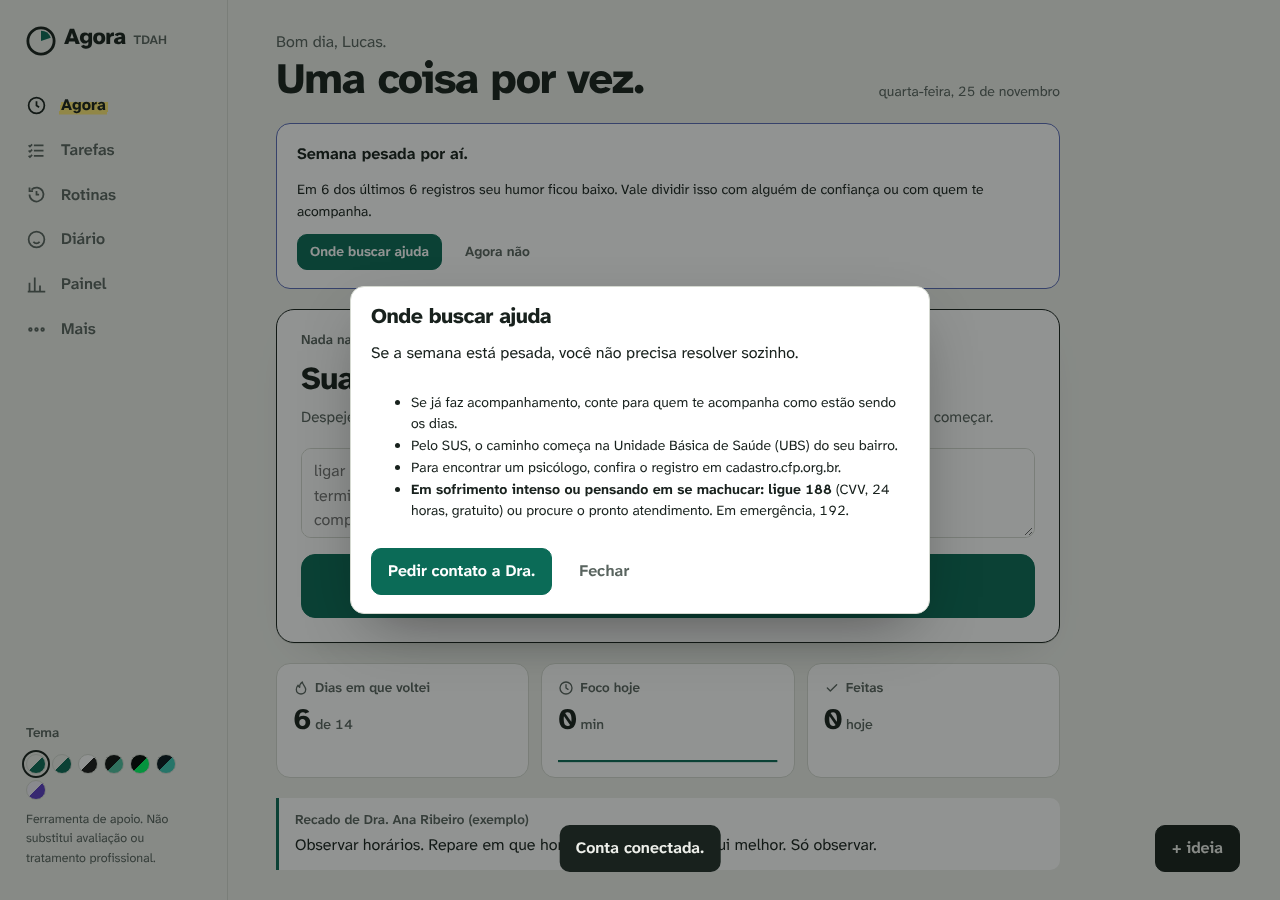 Agora TDAH
Agora
Tarefas
Rotinas
Diário
Painel
Mais
Tema
Ferramenta de apoio. Não
substitui avaliação ou
tratamento profissional.
Bom dia, Lucas.
Uma coisa por vez.
quarta-feira, 25 de novembro
Semana pesada por aí.
Em 6 dos últimos 6 registros seu humor ficou baixo. Vale dividir isso com alguém de confiança ou com quem te
acompanha.
Onde buscar ajuda Agora não
Nada
Sua
começar.
ligar
Onde buscar ajuda
Se a semana está pesada, você não precisa resolver sozinho.
Se já faz acompanhamento, conte para quem te acompanha como estão sendo
os dias.
Pelo SUS, o caminho começa na Unidade Básica de Saúde (UBS) do seu bairro.
Para encontrar um psicólogo, confira o registro em cadastro.cfp.org.br.
Em sofrimento intenso ou pensando em se machucar: ligue 188 (CVV, 24
horas, gratuito) ou procure o pronto atendimento. Em emergência, 192.
Pedir contato a Dra. Fechar
Dias em que voltei
6 de 14
Foco hoje
0 min
Feitas
0 hoje
Recado de Dra. Ana Ribeiro (exemplo)
Observar horários. Repare em que melhor. Só observar.
Conta conectada.
+ ideia